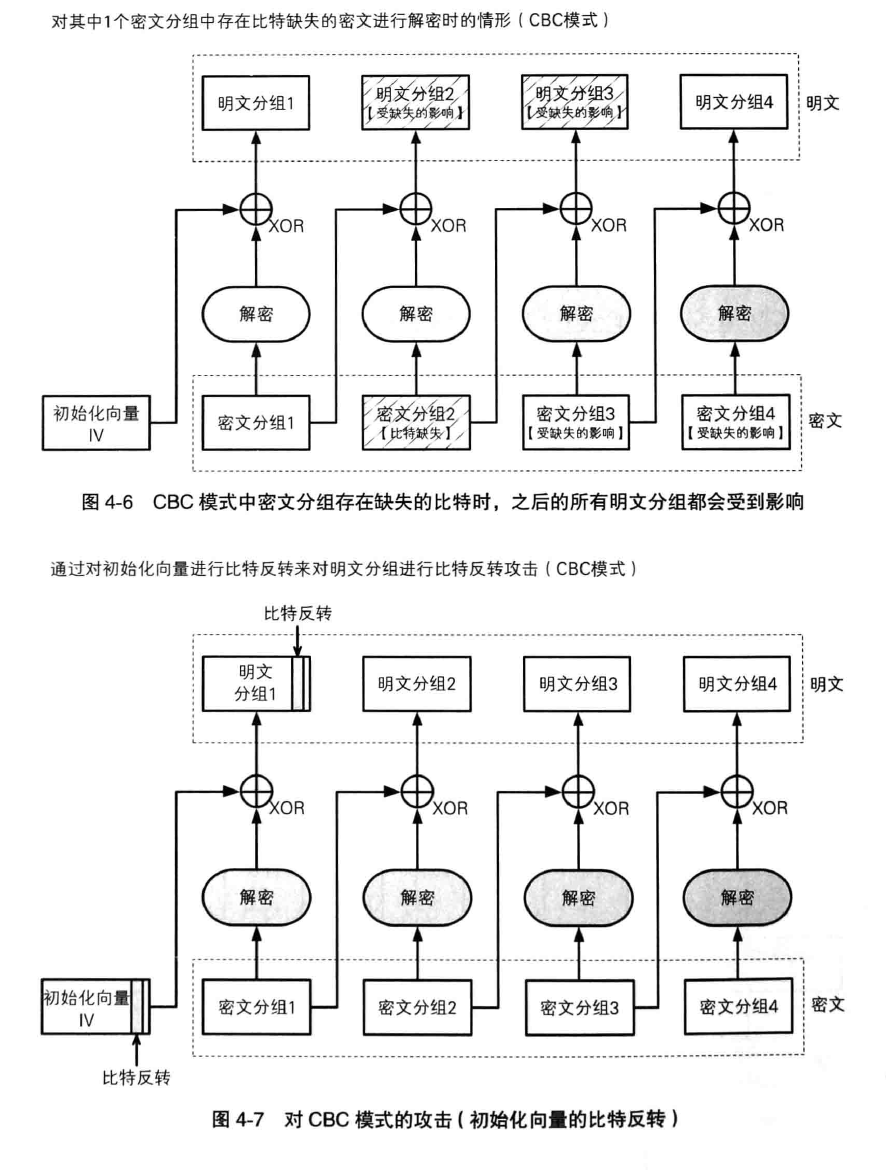 对其中1个密文分组中存在比特缺失的密文进行解密时的情形（CBC模式）
明文分组1
明文分组2
【受缺失的影响】
明文分组3
【受缺失的影响】
明文分组4
明文
XOR
XOR
XOR
XOR
解密
解密
解密
解密
初始化向量
IV
密文分组1
密文分组2
【比特缺失】
密文分组3
【受缺失的影响】
密文分组4
【受缺失的影响】
密文
图 4-6 CBC 模式中密文分组存在缺失的比特时，之后的所有明文分组都会受到影响
通过对初始化向量进行比特反转来对明文分组进行比特反转攻击（CBC模式）
比特反转
明文
分组1
明文分组2
明文分组3
明文分组4
明文
XOR
XOR
XOR
XOR
解密
解密
解密
解密
初始化向量
IV
密文分组1
密文分组2
密文分组3
密文分组4
密文
比特反转
图 4-7 对 CBC 模式的攻击（初始化向量的比特反转）